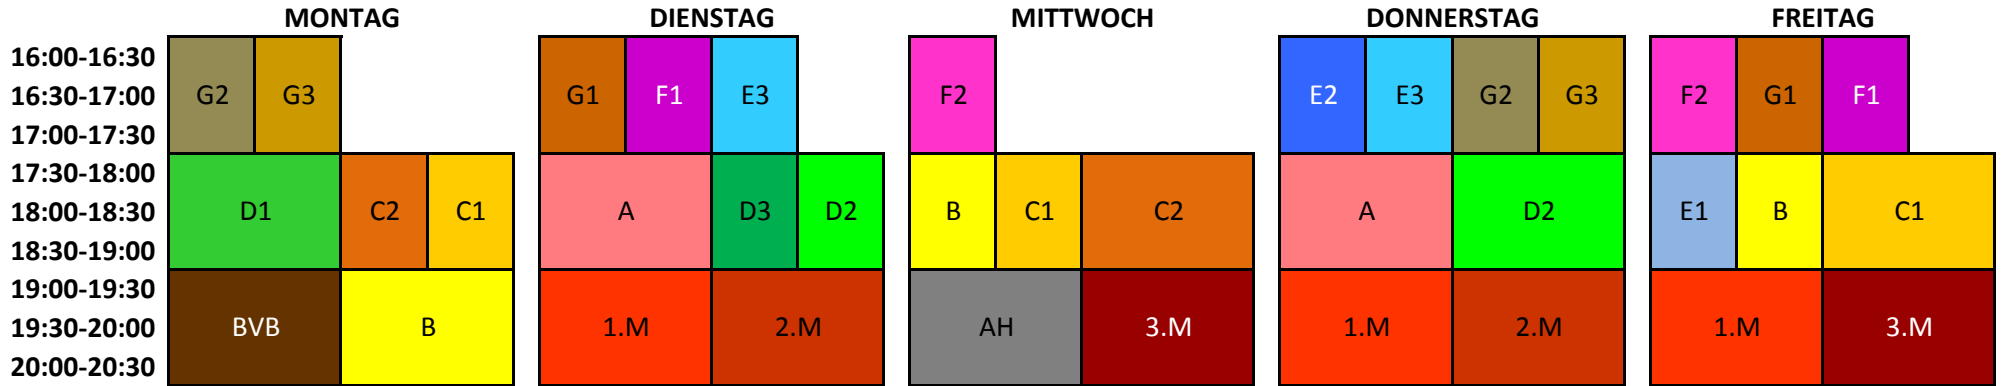 MONTAG DIENSTAG MITTWOCH DONNERSTAG FREITAG
16:00-16:30
16:30-17:00 G2 G3 G1 F1 E3 F2 E2 E3 G2 G3 F2 G1 F1
17:00-17:30
17:30-18:00
18:00-18:30 D1 C2 C1 A D3 D2 B C1 C2 A D2 E1 B C1
18:30-19:00
19:00-19:30
19:30-20:00 BVB B 1.M 2.M AH 3.M 1.M 2.M 1.M 3.M
20:00-20:30